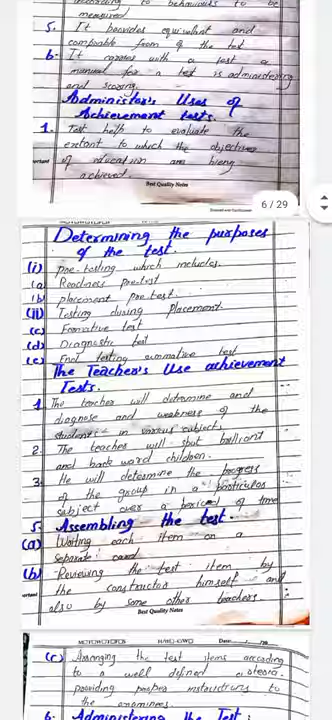 measured.
5. It provides equivalent and
comparable from of the test
6. It comes with a test a
manual for a test is administering
and scoring.
Administor's Uses of
Achievement tests.
1. Test help to evaluate the
extant to which the objectives
of education are being
achieved.
Best Quality Notes
6 / 29
Determining the purposes
of the test.
(i) pre-testing which includes.
(a) Readiness pre-test
(b) placement pre test.
(ii) Testing during placement
(c) Formative test
(d) Diagnostic test
(e) End testing summative test
The Teacher's Use achievement
Tests.
1. The teacher will determine and
diagnose and weakness of the
students in various subjects
2. The teacher will spot brilliant
and back word children.
3. He will determine the progress
of the group in a particulars
subject over a period of time
5. Assembling the test.
(a) Writing each item on a
separate card
(b) Reviewing the test item by
the constructor himself and
also by some other teachers
Best Quality Notes
Date:
(c) Arranging the test items according
to a well defined
providing proper instructions to
the examinees.
6. Administering the Test: